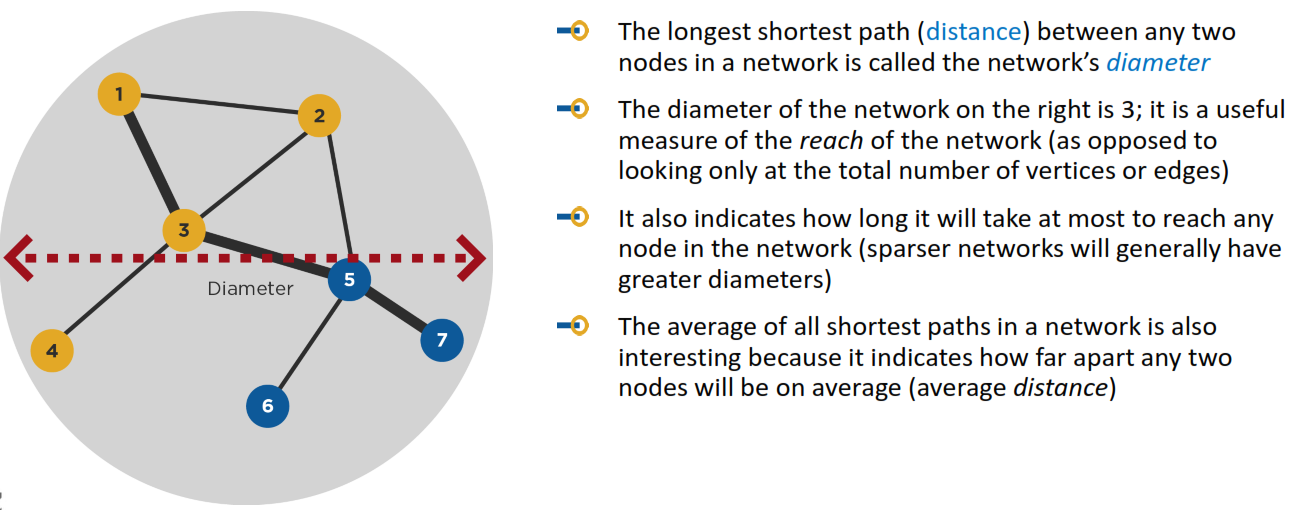 1
2
3
Diameter
5
4
7
6
The longest shortest path (distance) between any two
nodes in a network is called the network's diameter
The diameter of the network on the right is 3; it is a useful
measure of the reach of the network (as opposed to
looking only at the total number of vertices or edges)
It also indicates how long it will take at most to reach any
node in the network (sparser networks will generally have
greater diameters)
The average of all shortest paths in a network is also
interesting because it indicates how far apart any two
nodes will be on average (average distance)